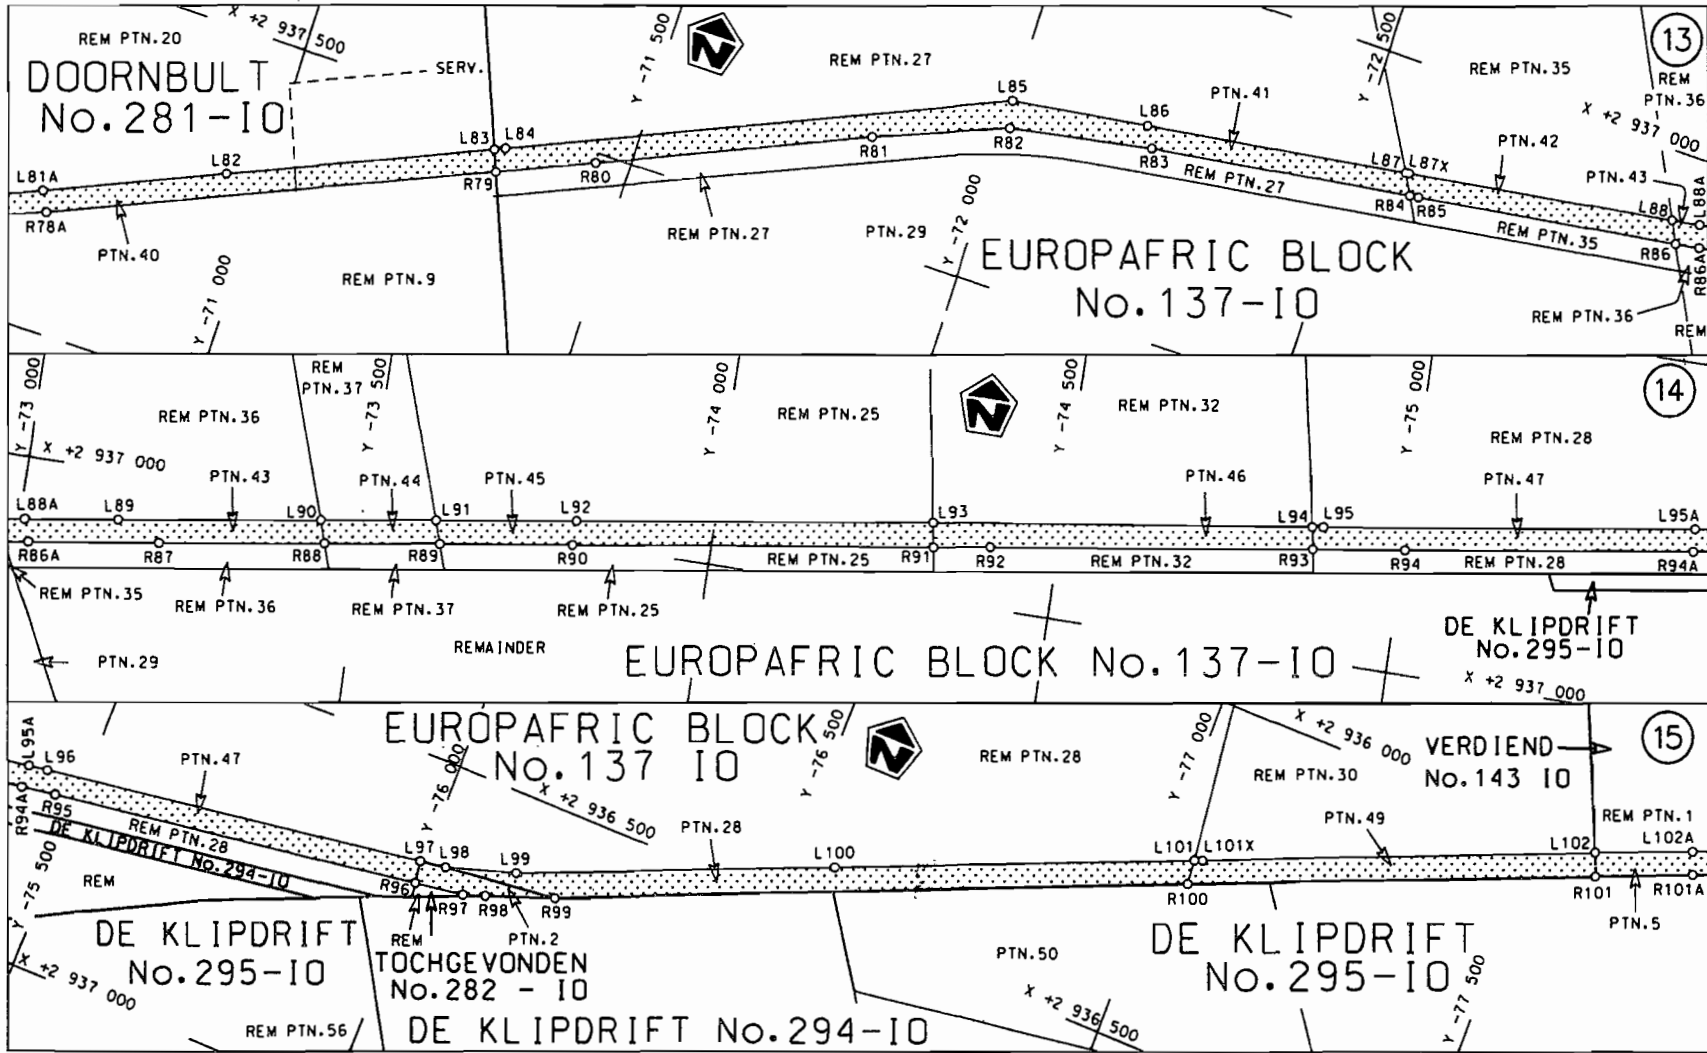 13
REM PTN.20
X +2 937 500
Y -71 500
REM PTN.27
Y -72 500
REM PTN.35
REM
PTN.36
DOORNBULT
No.281-IO
SERV.
N
L85
L86
PTN.41
X +2 937 000
L81A
L82
L83
L84
R81
R82
R83
L87
L87X
PTN.42
R78A
R79
R80
REM PTN.27
R84
R85
PTN.43
L88
L88A
PTN.40
REM PTN.27
PTN.29
REM PTN.35
R86
R86A
Y -71 000
REM PTN.9
Y -72 000
EUROPAFRIC BLOCK
No.137-IO
REM PTN.36
REM
14
Y -73 000
REM
PTN.37
Y -73 500
Y -74 000
Y -74 500
Y -75 000
REM PTN.36
REM PTN.25
N
REM PTN.32
REM PTN.28
X +2 937 000
PTN.43
PTN.44
PTN.45
PTN.46
PTN.47
L88A
L89
L90
L91
L92
L93
L94
L95
L95A
R86A
R87
R88
R89
R90
REM PTN.25
R91
R92
REM PTN.32
R93
R94
REM PTN.28
R94A
REM PTN.35
REM PTN.36
REM PTN.37
REM PTN.25
PTN.29
REMAINDER
EUROPAFRIC BLOCK No.137-IO
DE KLIPDRIFT
No.295-IO
X +2 937 000
15
L95A
L96
PTN.47
EUROPAFRIC BLOCK
No.137 IO
Y -76 000
Y -76 500
N
REM PTN.28
Y -77 000
X +2 936 000
VERDIEND
No.143 IO
REM PTN.30
R94A
R95
REM PTN.28
DE KLIPDRIFT No.294-IO
X +2 936 500
PTN.28
PTN.49
REM PTN.1
L97
L98
L99
L100
L101
L101X
L102
L102A
Y -75 500
REM
R96
R97
R98
R99
R100
R101
R101A
DE KLIPDRIFT
No.295-IO
REM
PTN.2
PTN.5
TOCHGEVONDEN
No.282 - IO
PTN.50
DE KLIPDRIFT
No.295-IO
X +2 937 000
X +2 936 500
Y -77 500
REM PTN.56
DE KLIPDRIFT No.294-IO